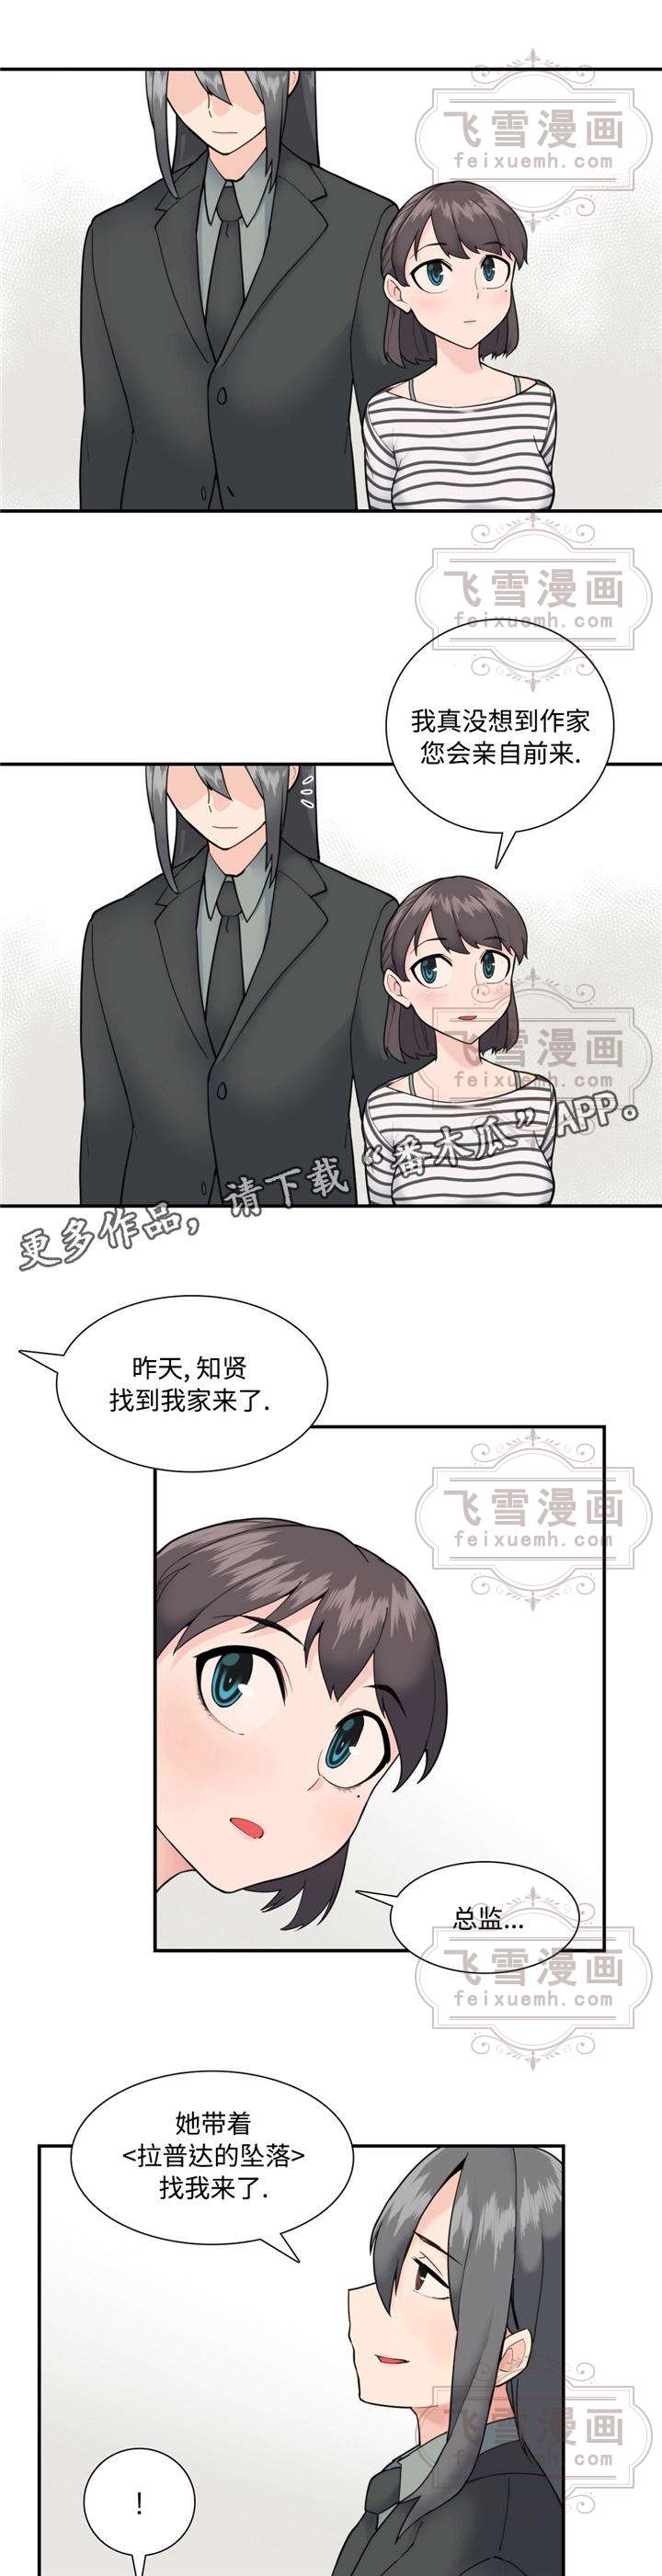 飞雪漫画
feixuemh.com
飞雪漫画
feixuemh.com
我真没想到作家
您会亲自前来.
飞雪漫画
feixuemh.com
更多作品，请下载“番木瓜”APP。
昨天, 知贤
找到我家来了.
飞雪漫画
feixuemh.com
总监...
飞雪漫画
feixuemh.com
她带着
<拉普达的坠落>
找我来了.
飞雪漫画
feixuemh.com
!